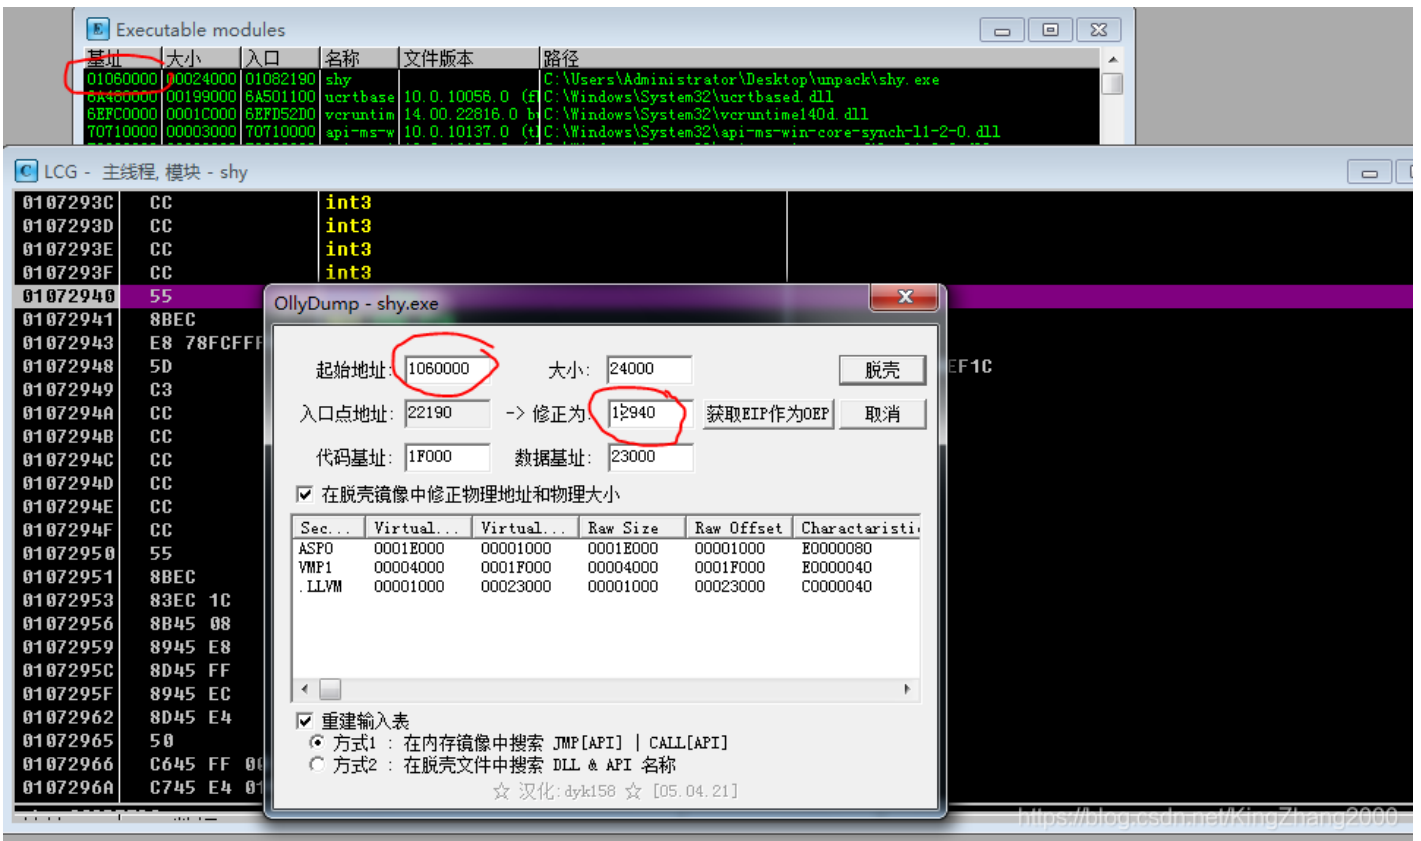 Executable modules
基址 大小 入口 名称 文件版本 路径
01060000 00024000 01082190 shy C:\Users\Administrator\Desktop\unpack\shy.exe
6A480000 00199000 6A501100 ucrtbase 10.0.10056.0 (fl C:\Windows\System32\ucrtbased.dll
6EFC0000 0001C000 6EFD52D0 vcruntim 14.00.22816.0 b C:\Windows\System32\vcruntime140d.dll
70710000 00003000 70710000 api-ms-w 10.0.10137.0 (tl C:\Windows\System32\api-ms-win-core-synch-l1-2-0.dll
LCG - 主线程, 模块 - shy
0107293C CC int3
0107293D CC int3
0107293E CC int3
0107293F CC int3
01072940 55
01072941 8BEC
01072943 E8 78FCFFF
01072948 5D EF1C
01072949 C3
0107294A CC
0107294B CC
0107294C CC
0107294D CC
0107294E CC
0107294F CC
01072950 55
01072951 8BEC
01072953 83EC 1C
01072956 8B45 08
01072959 8945 E8
0107295C 8D45 FF
0107295F 8945 EC
01072962 8D45 E4
01072965 50
01072966 C645 FF 00
0107296A C745 E4 01
OllyDump - shy.exe
起始地址: 1060000 大小: 24000 脱壳
入口点地址: 22190 -> 修正为: 12940 获取EIP作为OEP 取消
代码基址: 1F000 数据基址: 23000
在脱壳镜像中修正物理地址和物理大小
Sec... Virtual... Virtual... Raw Size Raw Offset Charactaristi
ASP0 0001E000 00001000 0001E000 00001000 E0000080
VMP1 00004000 0001F000 00004000 0001F000 E0000040
.LLVM 00001000 00023000 00001000 00023000 C0000040
重建输入表
方式1 : 在内存镜像中搜索 JMP[API] | CALL[API]
方式2 : 在脱壳文件中搜索 DLL & API 名称
☆ 汉化:dyk158 ☆ [05.04.21]
https://blog.csdn.net/KingZhang2000